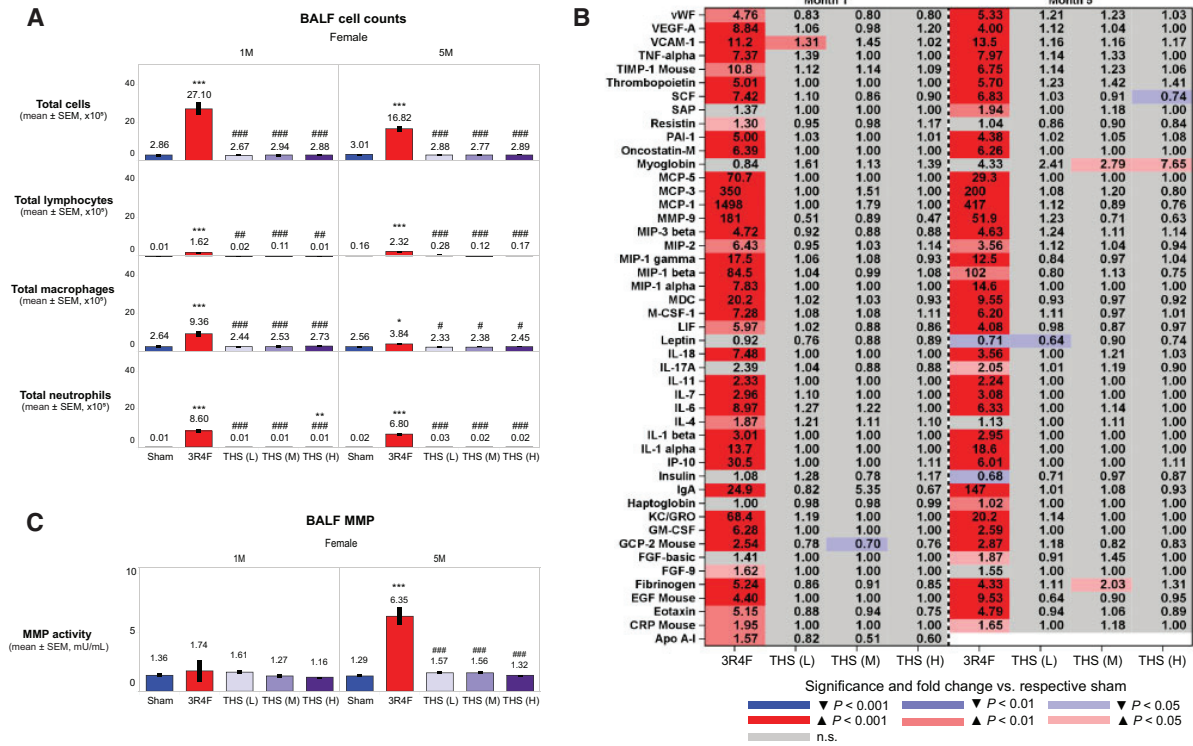 A
BALF cell counts
Female
1M 5M
Total cells
(mean ± SEM, x10⁶)
40
20
0
2.86
***
27.10
###
2.67
###
2.94
###
2.88
3.01
***
16.82
###
2.88
###
2.77
###
2.89
Total lymphocytes
(mean ± SEM, x10⁶)
20
0
0.01
***
1.62
##
0.02
##
0.11
##
0.01
0.16
***
2.32
###
0.28
###
0.12
###
0.17
Total macrophages
(mean ± SEM, x10⁶)
40
20
0
2.64
***
9.36
###
2.44
###
2.53
###
2.73
2.56
*
3.84
#
2.33
#
2.38
#
2.45
Total neutrophils
(mean ± SEM, x10⁶)
40
20
0
0.01
***
8.60
###
0.01
###
0.01
**
###
0.01
0.02
***
6.80
###
0.03
###
0.02
###
0.02
Sham 3R4F THS (L) THS (M) THS (H) Sham 3R4F THS (L) THS (M) THS (H)
C
BALF MMP
Female
1M 5M
MMP activity
(mean ± SEM, mU/mL)
10
5
0
1.36
1.74
1.61
1.27
1.16
1.29
***
6.35
###
1.57
###
1.56
###
1.32
Sham 3R4F THS (L) THS (M) THS (H) Sham 3R4F THS (L) THS (M) THS (H)
B
vWF 4.76 0.83 0.80 0.80 5.33 1.21 1.23 1.03
VEGF-A 8.84 1.06 0.98 1.20 4.00 1.12 1.04 1.00
VCAM-1 11.2 1.31 1.45 1.02 13.5 1.16 1.16 1.17
TNF-alpha 7.37 1.39 1.00 1.00 7.97 1.14 1.33 1.00
TIMP-1 Mouse 10.8 1.12 1.14 1.09 6.75 1.14 1.23 1.06
Thrombopoietin 5.01 1.00 1.00 1.00 5.70 1.23 1.42 1.41
SCF 7.42 1.10 0.86 0.90 6.83 1.03 0.91 0.74
SAP 1.37 1.00 1.00 1.00 1.94 1.00 1.18 1.00
Resistin 1.30 0.95 0.98 1.17 1.04 0.86 0.90 0.84
PAI-1 5.00 1.03 1.00 1.01 4.38 1.02 1.05 1.08
Oncostatin-M 6.39 1.00 1.00 1.00 6.26 1.00 1.00 1.00
Myoglobin 0.84 1.61 1.13 1.39 4.33 2.41 2.79 7.65
MCP-5 70.7 1.00 1.00 1.00 29.3 1.00 1.00 1.00
MCP-3 350 1.00 1.51 1.00 200 1.08 1.20 0.80
MCP-1 1498 1.00 1.79 1.00 417 1.12 0.89 0.76
MMP-9 181 0.51 0.89 0.47 51.9 1.23 0.71 0.63
MIP-3 beta 4.72 0.92 0.88 0.88 4.63 1.24 1.11 1.14
MIP-2 6.43 0.95 1.03 1.14 3.56 1.12 1.04 0.94
MIP-1 gamma 17.5 1.06 1.08 0.93 12.5 0.84 0.97 1.04
MIP-1 beta 84.5 1.04 0.99 1.08 102 0.80 1.13 0.75
MIP-1 alpha 7.83 1.00 1.00 1.00 14.6 1.00 1.00 1.00
MDC 20.2 1.02 1.03 0.93 9.55 0.93 0.97 0.92
M-CSF-1 7.28 1.08 1.08 1.11 6.20 1.11 0.97 1.01
LIF 5.97 1.02 0.88 0.86 4.08 0.98 0.87 0.97
Leptin 0.92 0.76 0.88 0.89 0.71 0.64 0.90 0.74
IL-18 7.48 1.00 1.00 1.00 3.56 1.00 1.21 1.03
IL-17A 2.39 1.04 0.88 0.88 2.05 1.01 1.19 0.90
IL-11 2.33 1.00 1.00 1.00 2.24 1.00 1.00 1.00
IL-7 2.96 1.10 1.00 1.00 3.08 1.00 1.00 1.00
IL-6 8.97 1.27 1.22 1.00 6.33 1.00 1.14 1.00
IL-4 1.87 1.21 1.11 1.10 1.13 1.00 1.11 1.00
IL-1 beta 3.01 1.00 1.00 1.00 2.95 1.00 1.00 1.00
IL-1 alpha 13.7 1.00 1.00 1.00 18.6 1.00 1.00 1.00
IP-10 30.5 1.00 1.00 1.11 6.01 1.00 1.00 1.11
Insulin 1.08 1.28 0.78 1.17 0.68 0.71 0.97 0.87
IgA 24.9 0.82 5.35 0.67 147 1.01 1.08 0.93
Haptoglobin 1.00 0.98 0.98 0.99 1.02 1.00 1.00 1.00
KC/GRO 68.4 1.19 1.00 1.00 20.2 1.14 1.00 1.00
GM-CSF 6.28 1.00 1.00 1.00 2.59 1.00 1.00 1.00
GCP-2 Mouse 2.54 0.78 0.70 0.76 2.87 1.18 0.82 0.83
FGF-basic 1.41 1.00 1.00 1.00 1.87 0.91 1.45 1.00
FGF-9 1.62 1.00 1.00 1.00 1.55 1.00 1.00 1.00
Fibrinogen 5.24 0.86 0.91 0.85 4.33 1.11 2.03 1.31
EGF Mouse 4.40 1.00 1.00 1.00 9.53 0.64 0.90 0.95
Eotaxin 5.15 0.88 0.94 0.75 4.79 0.94 1.06 0.89
CRP Mouse 1.95 1.00 1.00 1.00 1.65 1.00 1.18 1.00
Apo A-I 1.57 0.82 0.51 0.60
3R4F THS (L) THS (M) THS (H) 3R4F THS (L) THS (M) THS (H)
Significance and fold change vs. respective sham
▼ P < 0.001 ▼ P < 0.01 ▼ P < 0.05
▲ P < 0.001 ▲ P < 0.01 ▲ P < 0.05
n.s.